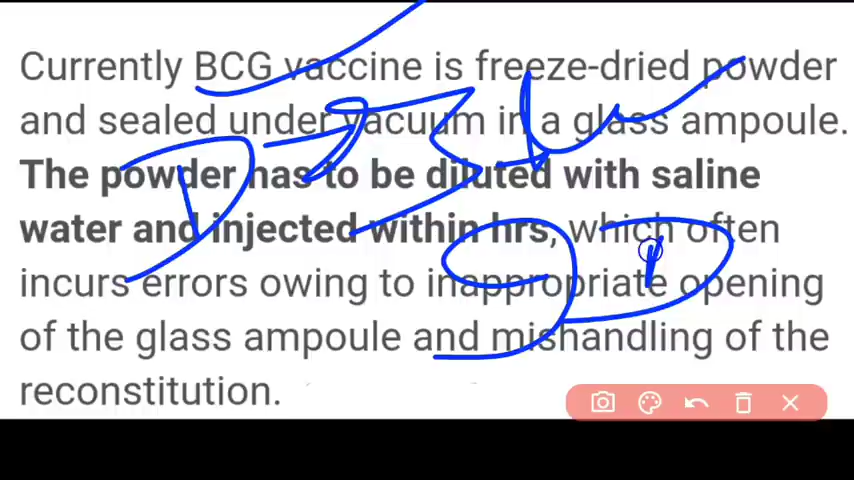 Currently BCG vaccine is freeze-dried powder
and sealed under vacuum in a glass ampoule.
The powder has to be diluted with saline
water and injected within hrs, which often
incurs errors owing to inappropriate opening
of the glass ampoule and mishandling of the
reconstitution.